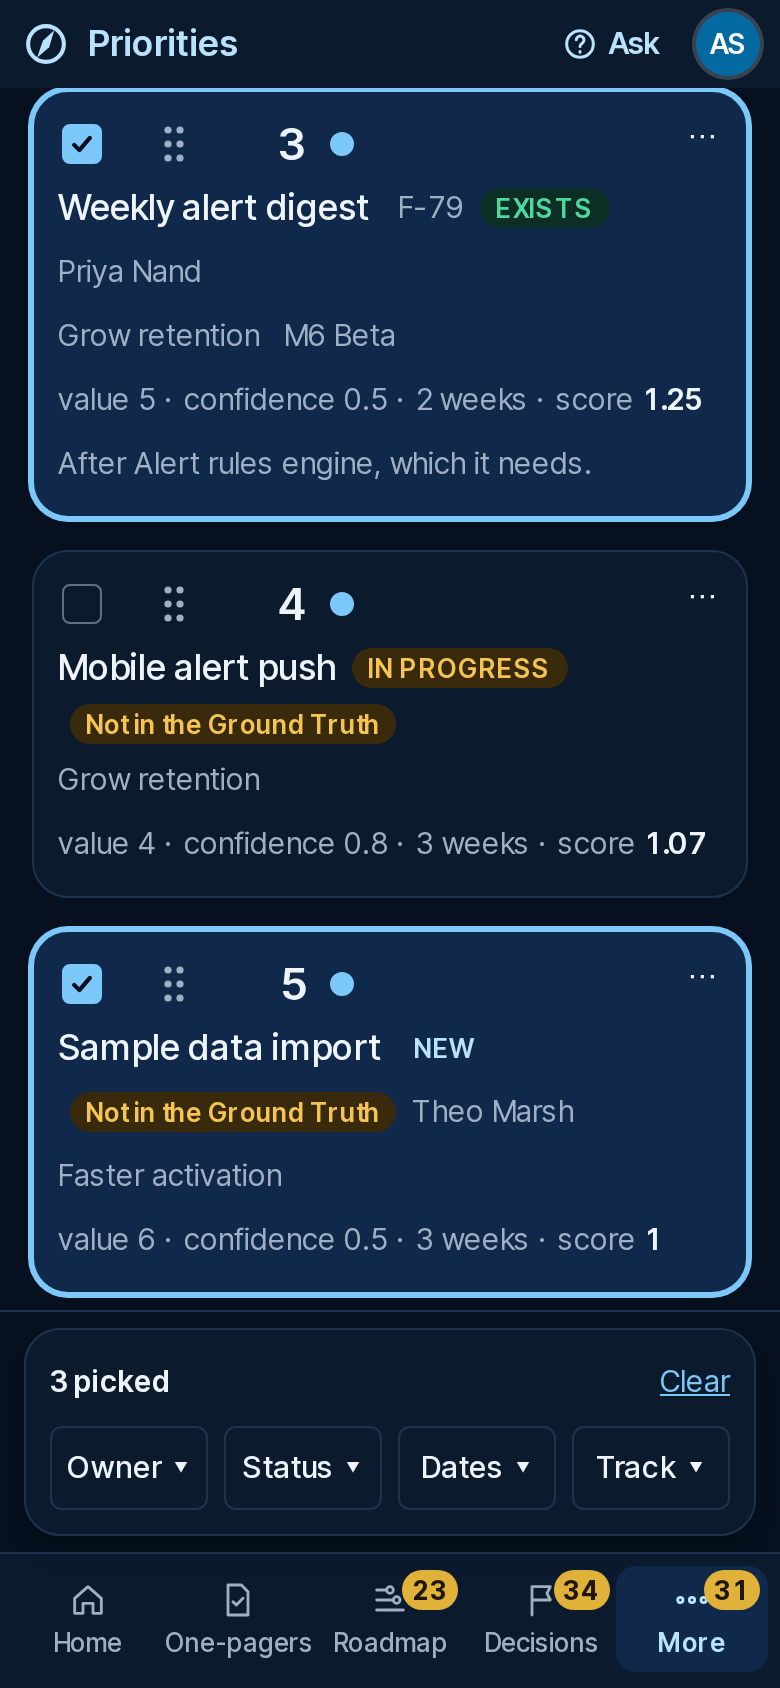 Priorities
Ask
AS
3
...
Weekly alert digest F-79 EXISTS
Priya Nand
Grow retention M6 Beta
value 5 · confidence 0.5 · 2 weeks · score 1.25
After Alert rules engine, which it needs.
4
...
Mobile alert push IN PROGRESS
Not in the Ground Truth
Grow retention
value 4 · confidence 0.8 · 3 weeks · score 1.07
5
...
Sample data import NEW
Not in the Ground Truth Theo Marsh
Faster activation
value 6 · confidence 0.5 · 3 weeks · score 1
3 picked Clear
Owner ▼ Status ▼ Dates ▼ Track ▼
23 34 31
Home One-pagers Roadmap Decisions More